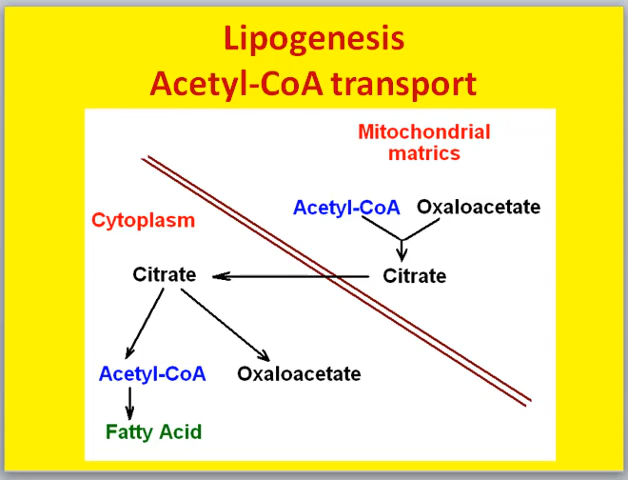 Lipogenesis
Acetyl-CoA transport
Mitochondrial
matrics
Acetyl-CoA Oxaloacetate
Cytoplasm
Citrate Citrate
Acetyl-CoA Oxaloacetate
Fatty Acid